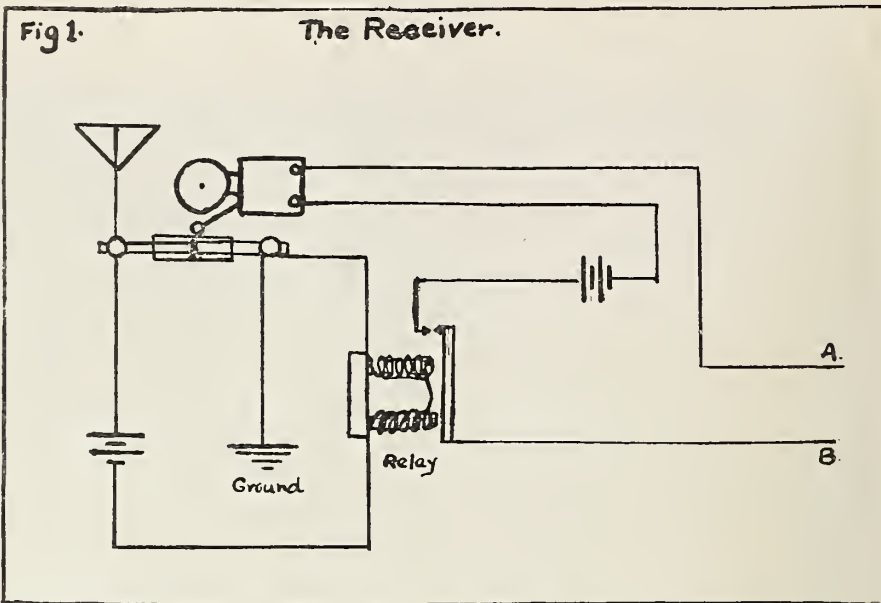 Fig 1.
The Receiver.
A.
B.
Relay
Ground